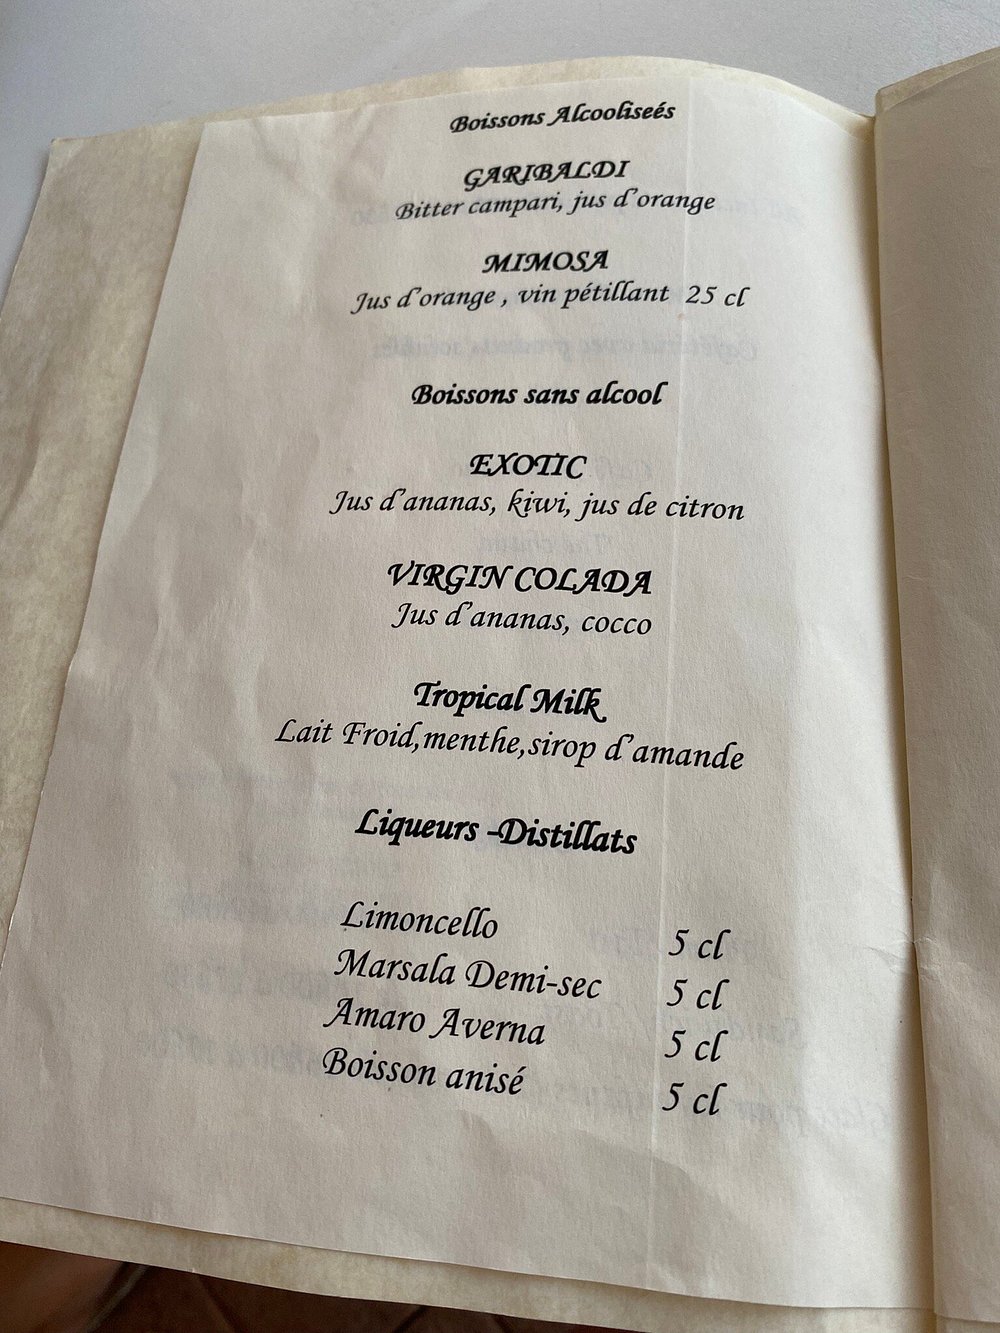 Boissons Alcooliseés
GARIBALDI
Bitter campari, jus d'orange
MIMOSA
Jus d'orange , vin pétillant 25 cl
Boissons sans alcool
EXOTIC
Jus d'ananas, kiwi, jus de citron
VIRGIN COLADA
Jus d'ananas, cocco
Tropical Milk
Lait Froid,menthe,sirop d'amande
Liqueurs -Distillats
Limoncello 5 cl
Marsala Demi-sec 5 cl
Amaro Averna 5 cl
Boisson anisé 5 cl